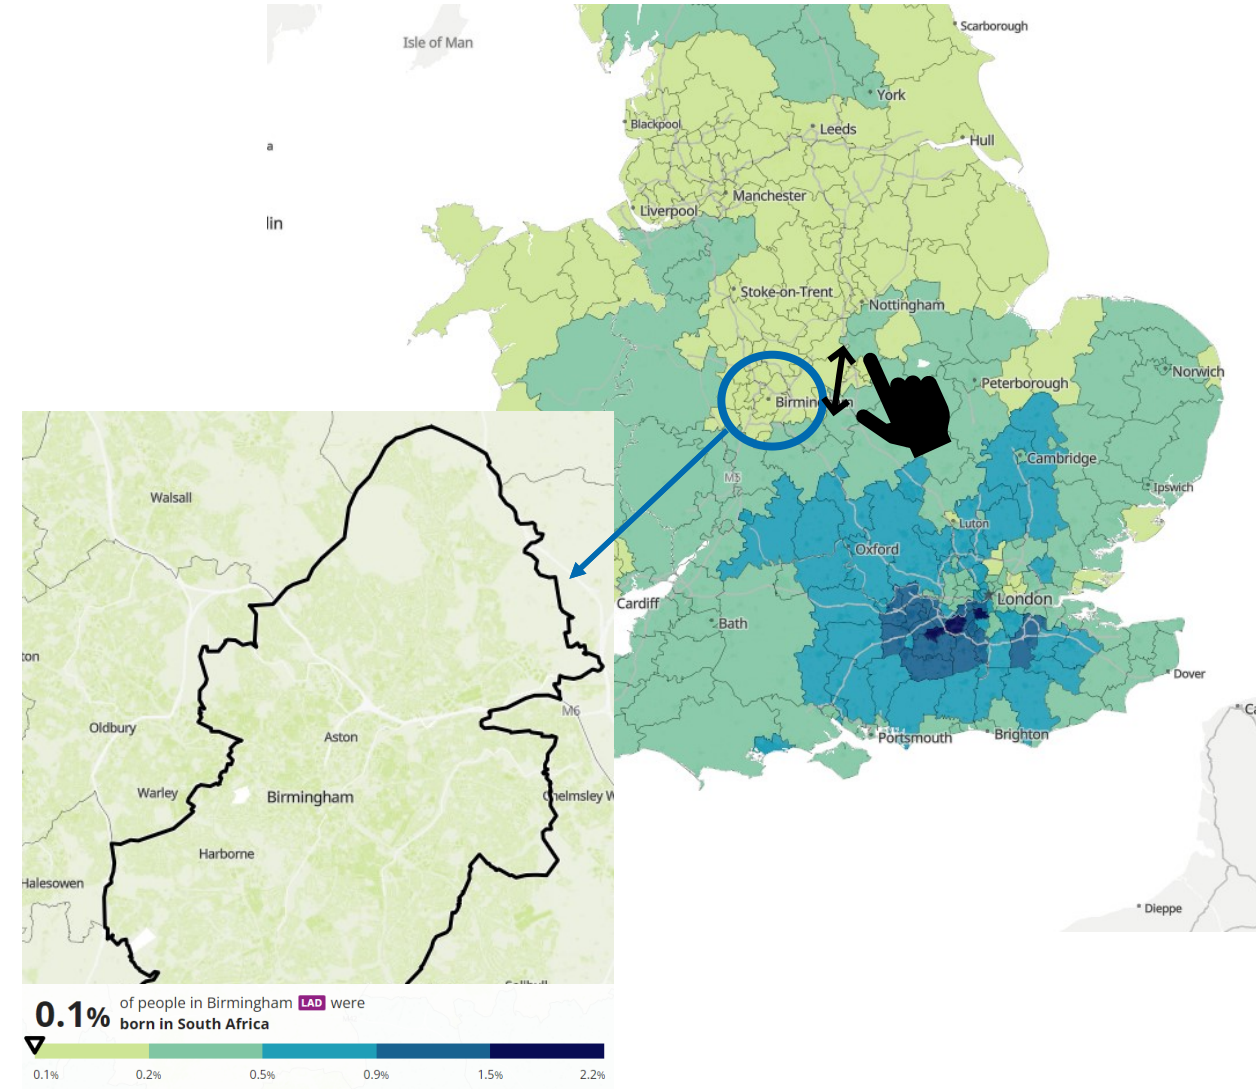 Isle of Man
Scarborough
York
Blackpool
Leeds
Hull
a
Manchester
Liverpool
lin
Stoke-on-Trent
Nottingham
Norwich
Peterborough
Cambridge
M5
Ipswich
Luton
Oxford
London
Cardiff
Bath
Dover
Portsmouth
Brighton
Ca
Dieppe
Walsall
ton
M6
Oldbury
Aston
Warley
Birmingham
Chelmsley W
Harborne
Halesowen
0.1% of people in Birmingham LAD were
born in South Africa
0.1% 0.2% 0.5% 0.9% 1.5% 2.2%